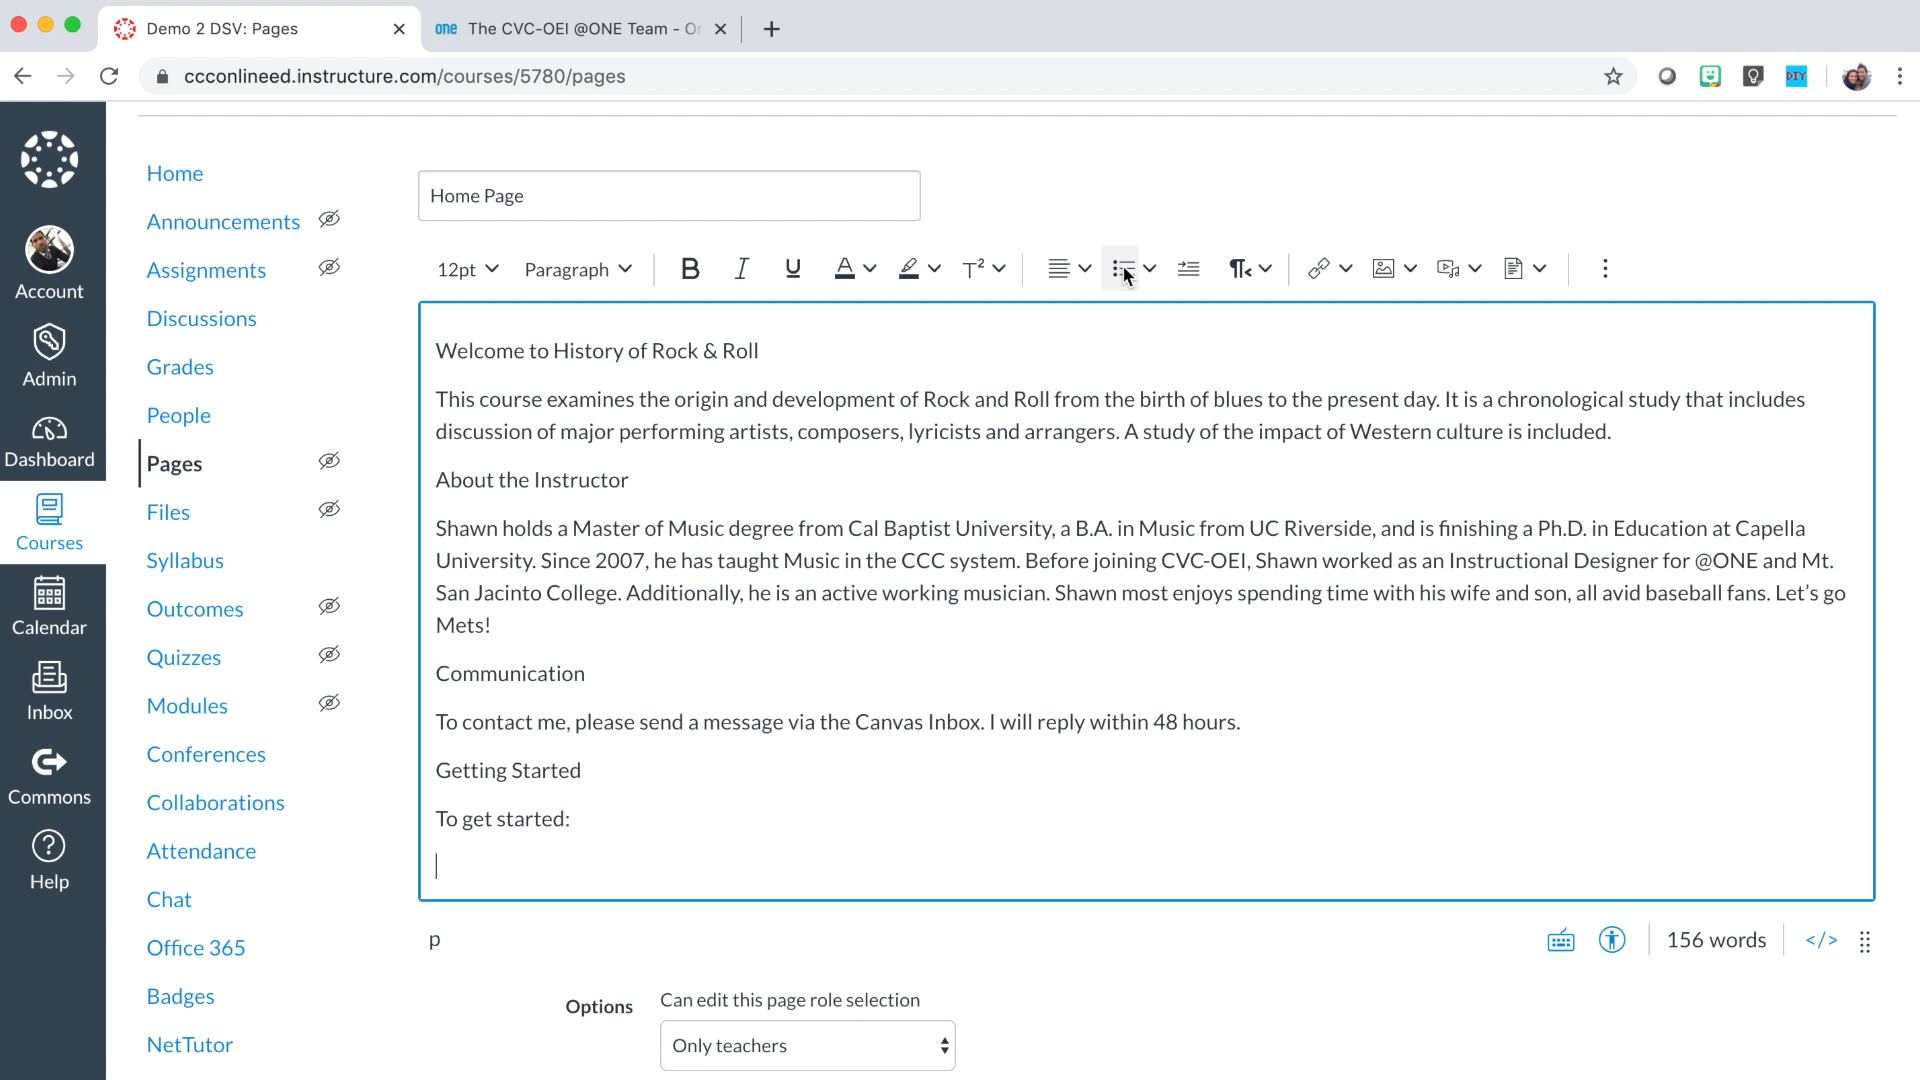 Demo 2 DSV: Pages
one The CVC-OEI @ONE Team - Or
ccconlineed.instructure.com/courses/5780/pages
DIY
Account
Admin
Dashboard
Courses
Calendar
Inbox
Commons
Help
Home
Announcements
Assignments
Discussions
Grades
People
Pages
Files
Syllabus
Outcomes
Quizzes
Modules
Conferences
Collaborations
Attendance
Chat
Office 365
Badges
NetTutor
Home Page
12pt Paragraph B I U A T²
Welcome to History of Rock & Roll
This course examines the origin and development of Rock and Roll from the birth of blues to the present day. It is a chronological study that includes
discussion of major performing artists, composers, lyricists and arrangers. A study of the impact of Western culture is included.
About the Instructor
Shawn holds a Master of Music degree from Cal Baptist University, a B.A. in Music from UC Riverside, and is finishing a Ph.D. in Education at Capella
University. Since 2007, he has taught Music in the CCC system. Before joining CVC-OEI, Shawn worked as an Instructional Designer for @ONE and Mt.
San Jacinto College. Additionally, he is an active working musician. Shawn most enjoys spending time with his wife and son, all avid baseball fans. Let’s go
Mets!
Communication
To contact me, please send a message via the Canvas Inbox. I will reply within 48 hours.
Getting Started
To get started:
p
156 words </>
Options
Can edit this page role selection
Only teachers